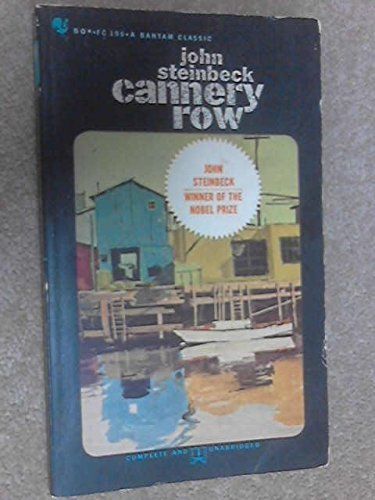 A BANTAM CLASSIC
john
steinbeck
cannery
row
JOHN
STEINBECK
WINNER OF THE
NOBEL PRIZE
COMPLETE AND UNABRIDGED